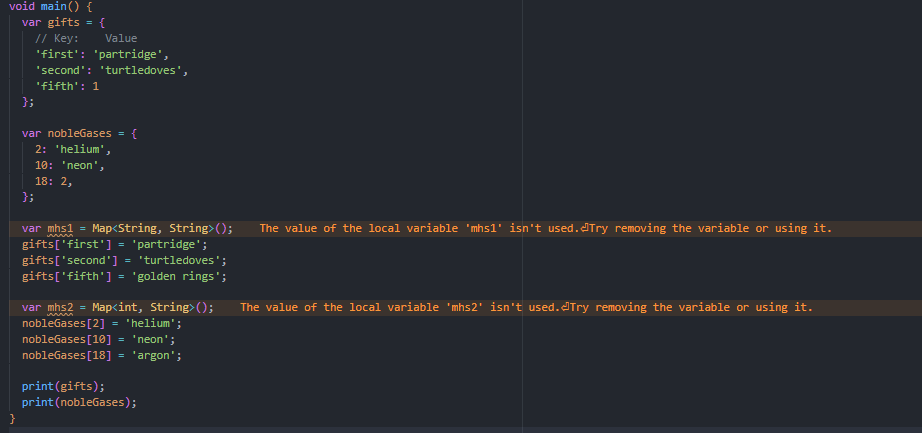 void main() {
  var gifts = {
    // Key:    Value
    'first': 'partridge',
    'second': 'turtledoves',
    'fifth': 1
  };

  var nobleGases = {
    2: 'helium',
    10: 'neon',
    18: 2,
  };

  var mhs1 = Map<String, String>();    The value of the local variable 'mhs1' isn't used.⏎Try removing the variable or using it.
  gifts['first'] = 'partridge';
  gifts['second'] = 'turtledoves';
  gifts['fifth'] = 'golden rings';

  var mhs2 = Map<int, String>();    The value of the local variable 'mhs2' isn't used.⏎Try removing the variable or using it.
  nobleGases[2] = 'helium';
  nobleGases[10] = 'neon';
  nobleGases[18] = 'argon';

  print(gifts);
  print(nobleGases);
}